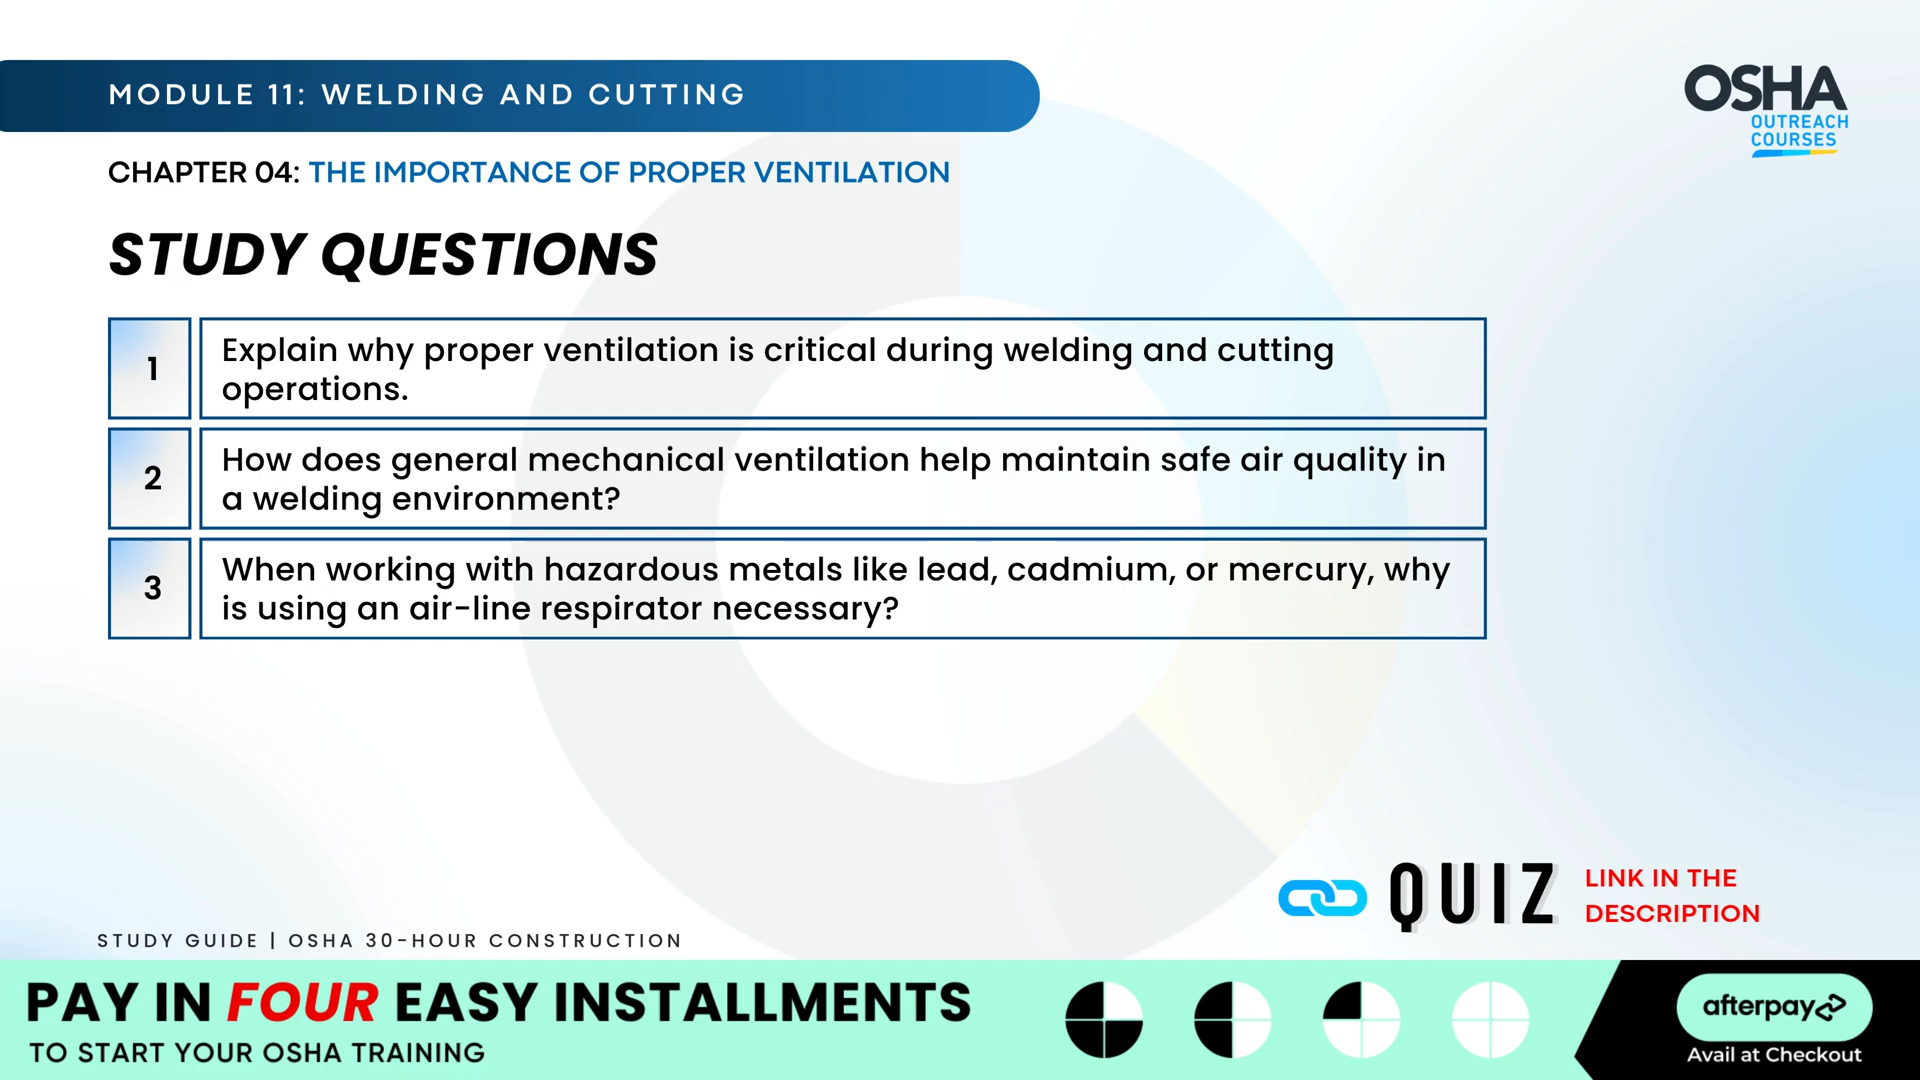 MODULE 11: WELDING AND CUTTING
OSHA
OUTREACH
COURSES
CHAPTER 04: THE IMPORTANCE OF PROPER VENTILATION
STUDY QUESTIONS
1
Explain why proper ventilation is critical during welding and cutting
operations.
2
How does general mechanical ventilation help maintain safe air quality in
a welding environment?
3
When working with hazardous metals like lead, cadmium, or mercury, why
is using an air-line respirator necessary?
QUIZ
LINK IN THE
DESCRIPTION
STUDY GUIDE | OSHA 30-HOUR CONSTRUCTION
PAY IN FOUR EASY INSTALLMENTS
TO START YOUR OSHA TRAINING
afterpay
Avail at Checkout